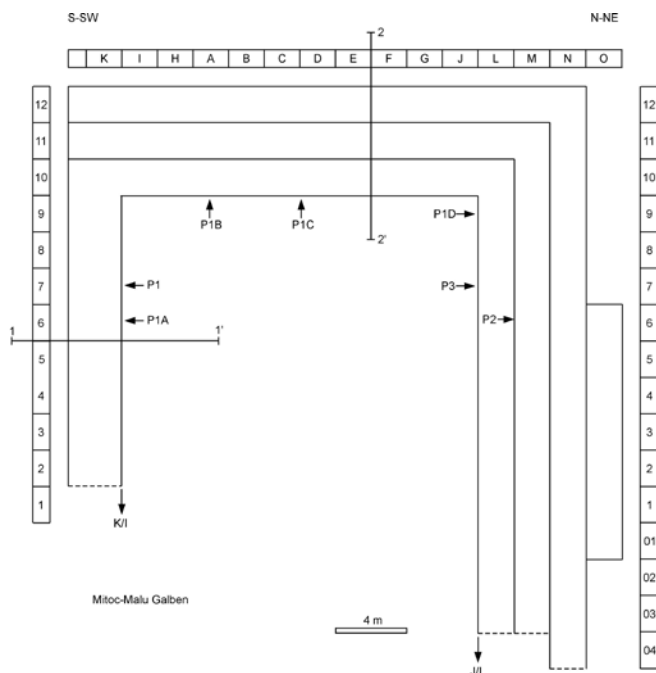 S-SW N-NE
2
K I H A B C D E F G J L M N O
12 12
11 11
10 10
9 P1D 9
P1B P1C
2'
8 8
7 P1 P3 7
6 P1A P2 6
1 1'
5 5
4 4
3 3
2 2
1 1
K/I
01
02
Mitoc-Malu Galben 03
4 m
04
J/L